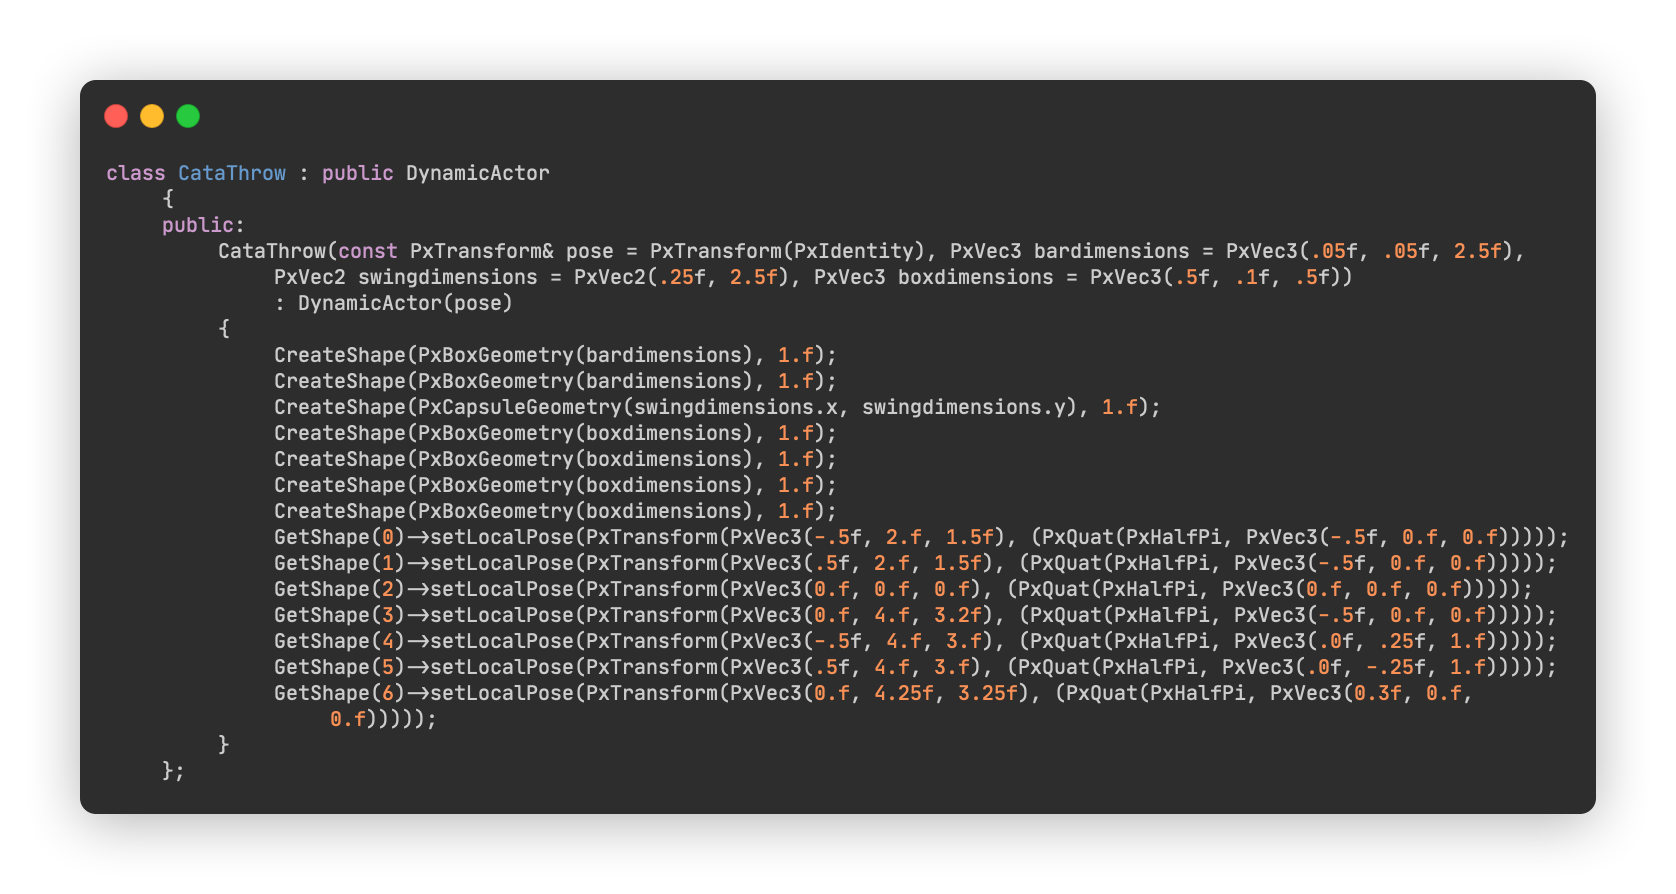 class CataThrow : public DynamicActor
{
public:
CataThrow(const PxTransform& pose = PxTransform(PxIdentity), PxVec3 bardimensions = PxVec3(.05f, .05f, 2.5f),
PxVec2 swingdimensions = PxVec2(.25f, 2.5f), PxVec3 boxdimensions = PxVec3(.5f, .1f, .5f))
: DynamicActor(pose)
{
CreateShape(PxBoxGeometry(bardimensions), 1.f);
CreateShape(PxBoxGeometry(bardimensions), 1.f);
CreateShape(PxCapsuleGeometry(swingdimensions.x, swingdimensions.y), 1.f);
CreateShape(PxBoxGeometry(boxdimensions), 1.f);
CreateShape(PxBoxGeometry(boxdimensions), 1.f);
CreateShape(PxBoxGeometry(boxdimensions), 1.f);
CreateShape(PxBoxGeometry(boxdimensions), 1.f);
GetShape(0)->setLocalPose(PxTransform(PxVec3(-.5f, 2.f, 1.5f), (PxQuat(PxHalfPi, PxVec3(-.5f, 0.f, 0.f)))));
GetShape(1)->setLocalPose(PxTransform(PxVec3(.5f, 2.f, 1.5f), (PxQuat(PxHalfPi, PxVec3(-.5f, 0.f, 0.f)))));
GetShape(2)->setLocalPose(PxTransform(PxVec3(0.f, 0.f, 0.f), (PxQuat(PxHalfPi, PxVec3(0.f, 0.f, 0.f)))));
GetShape(3)->setLocalPose(PxTransform(PxVec3(0.f, 4.f, 3.2f), (PxQuat(PxHalfPi, PxVec3(-.5f, 0.f, 0.f)))));
GetShape(4)->setLocalPose(PxTransform(PxVec3(-.5f, 4.f, 3.f), (PxQuat(PxHalfPi, PxVec3(.0f, .25f, 1.f)))));
GetShape(5)->setLocalPose(PxTransform(PxVec3(.5f, 4.f, 3.f), (PxQuat(PxHalfPi, PxVec3(.0f, -.25f, 1.f)))));
GetShape(6)->setLocalPose(PxTransform(PxVec3(0.f, 4.25f, 3.25f), (PxQuat(PxHalfPi, PxVec3(0.3f, 0.f,
0.f)))));
}
};